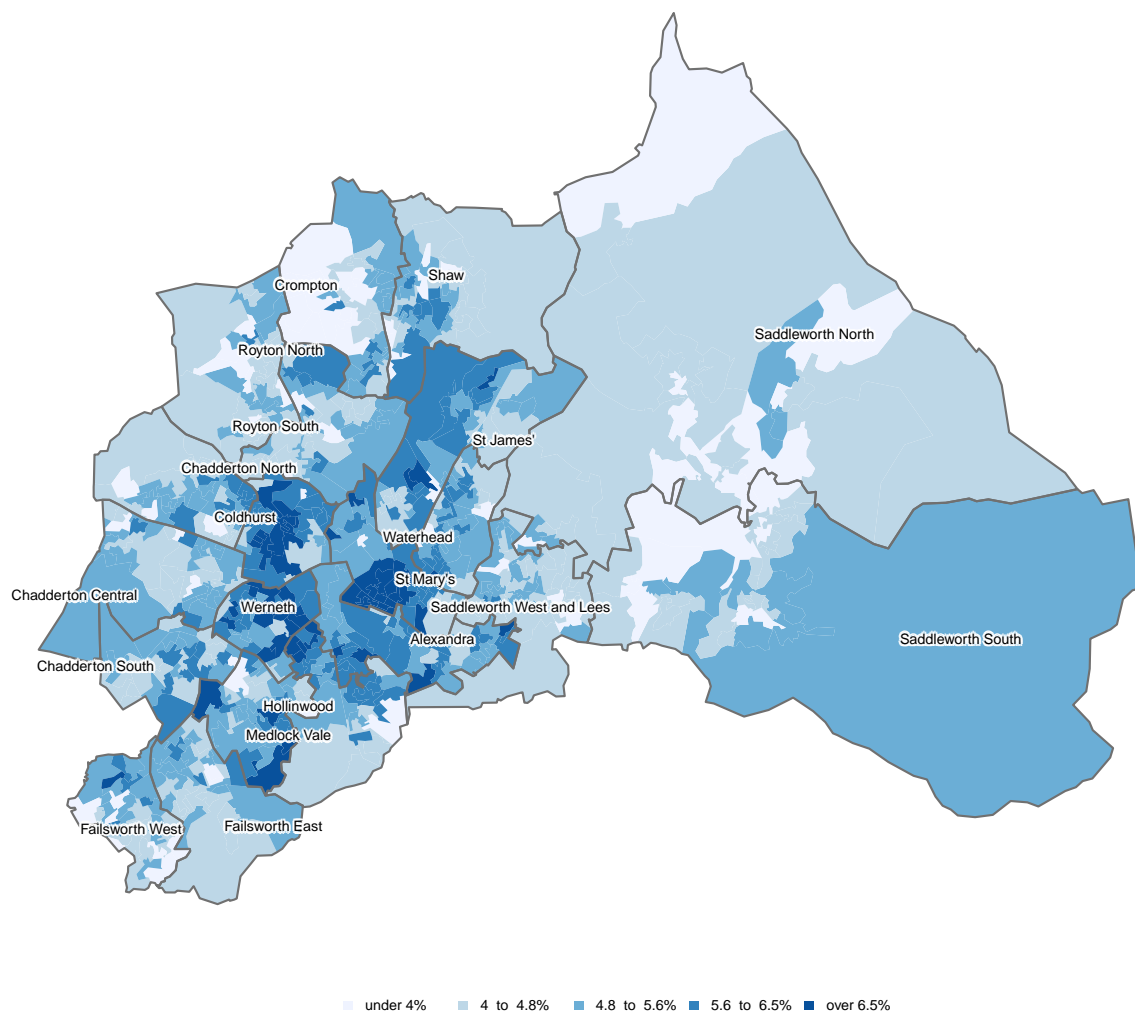 Shaw
Crompton
Saddleworth North
Royton North
Royton South
St James'
Chadderton North
Coldhurst
Waterhead
St Mary's
Chadderton Central
Werneth
Saddleworth West and Lees
Alexandra
Saddleworth South
Chadderton South
Hollinwood
Medlock Vale
Failsworth West
Failsworth East
under 4%
4 to 4.8%
4.8 to 5.6%
5.6 to 6.5%
over 6.5%